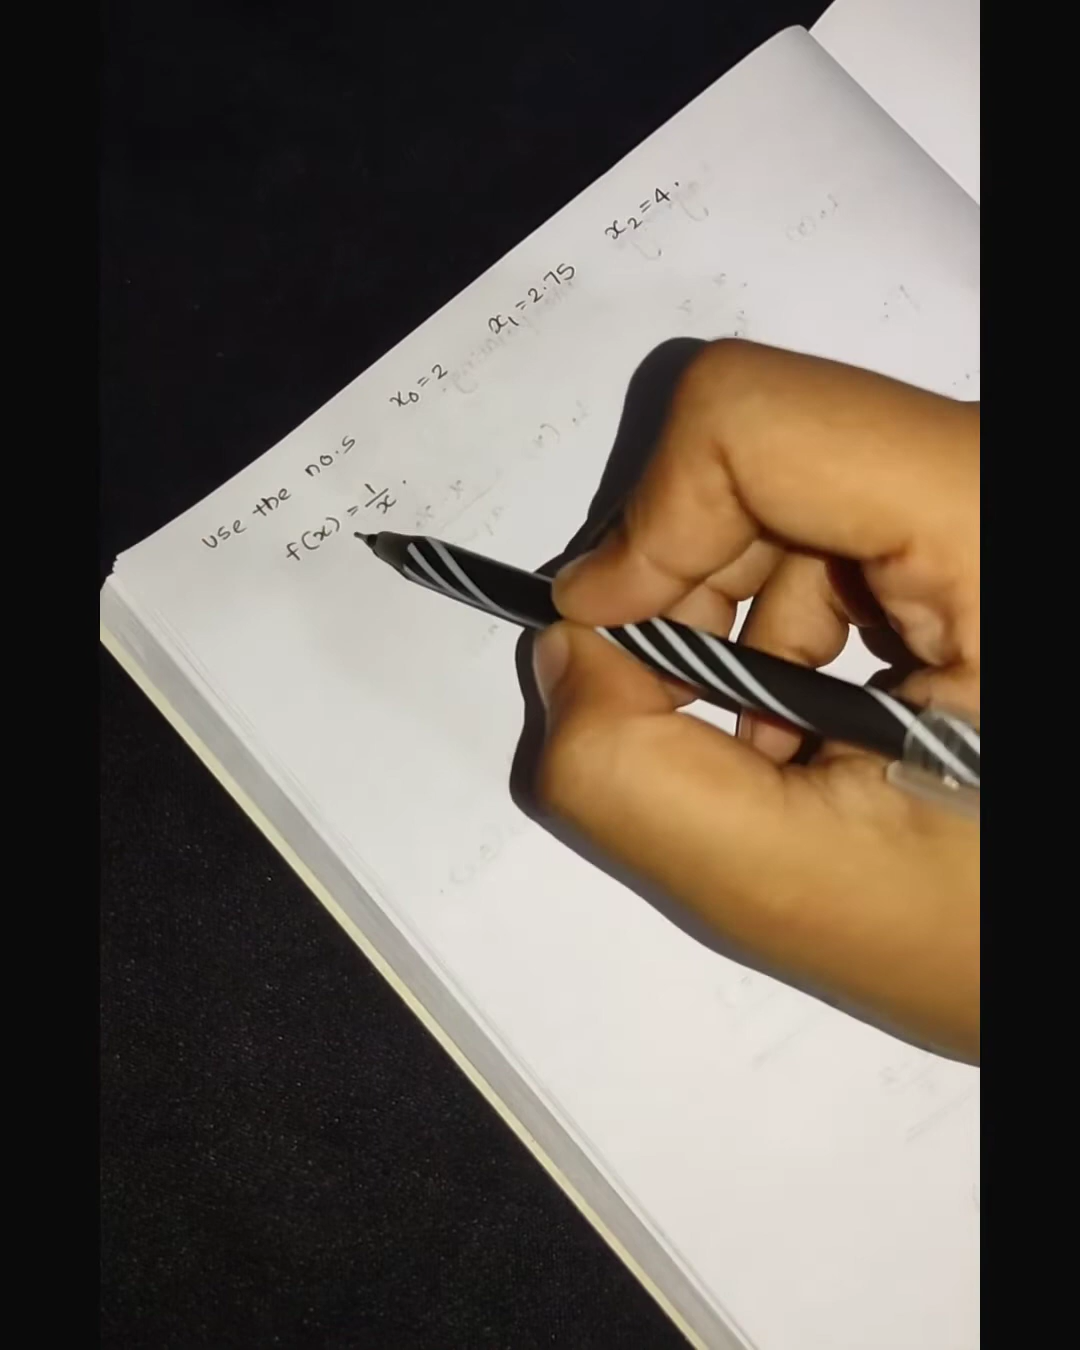 use the no.s x₀ = 2 x₁ = 2.75 x₂ = 4.
f(x) = 1/x.